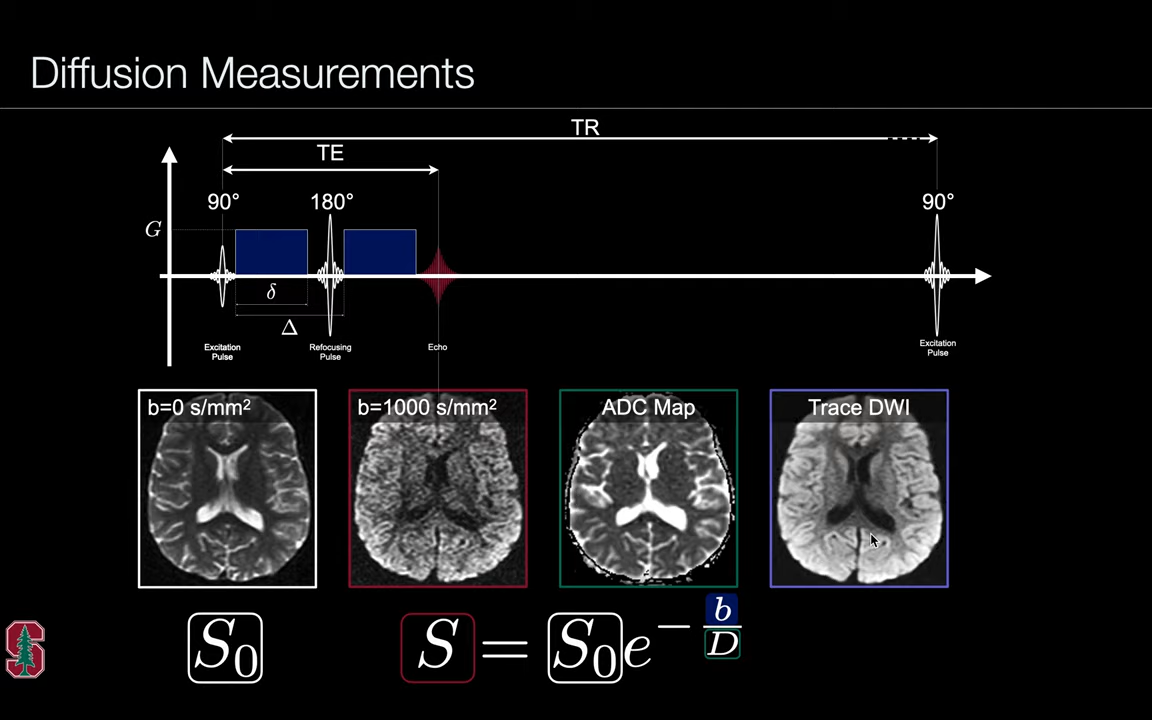 Diffusion Measurements
TR
TE
90°
180°
90°
G
δ
Δ
Excitation
Pulse
Refocusing
Pulse
Echo
Excitation
Pulse
b=0 s/mm²
b=1000 s/mm²
ADC Map
Trace DWI
S₀
S = S₀e^(-b/D)
S